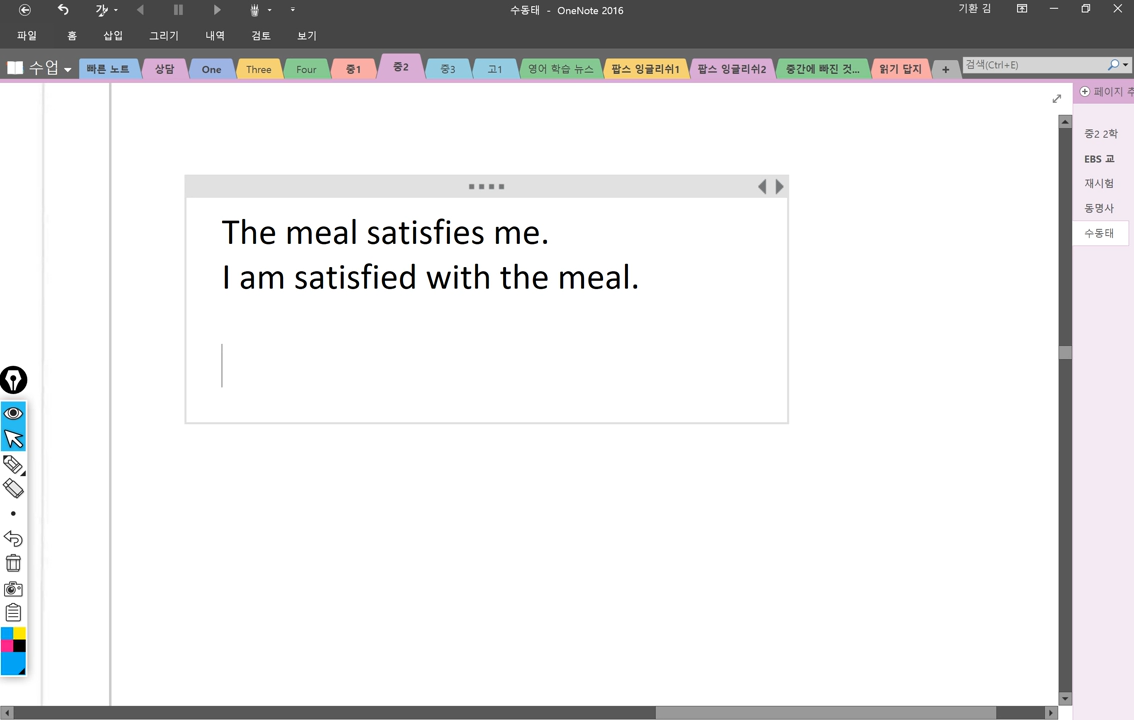 수동태 - OneNote 2016
기환 김
파일 홈 삽입 그리기 내역 검토 보기
수업 빠른 노트 상담 One Three Four 중1 중2 중3 고1 영어 학습 뉴스 팝스 잉글리쉬1 팝스 잉글리쉬2 중간에 빠진 것... 읽기 답지 + 검색(Ctrl+E)
페이지 추
중2 2학
EBS 교
재시험
동명사
수동태
The meal satisfies me.
I am satisfied with the meal.